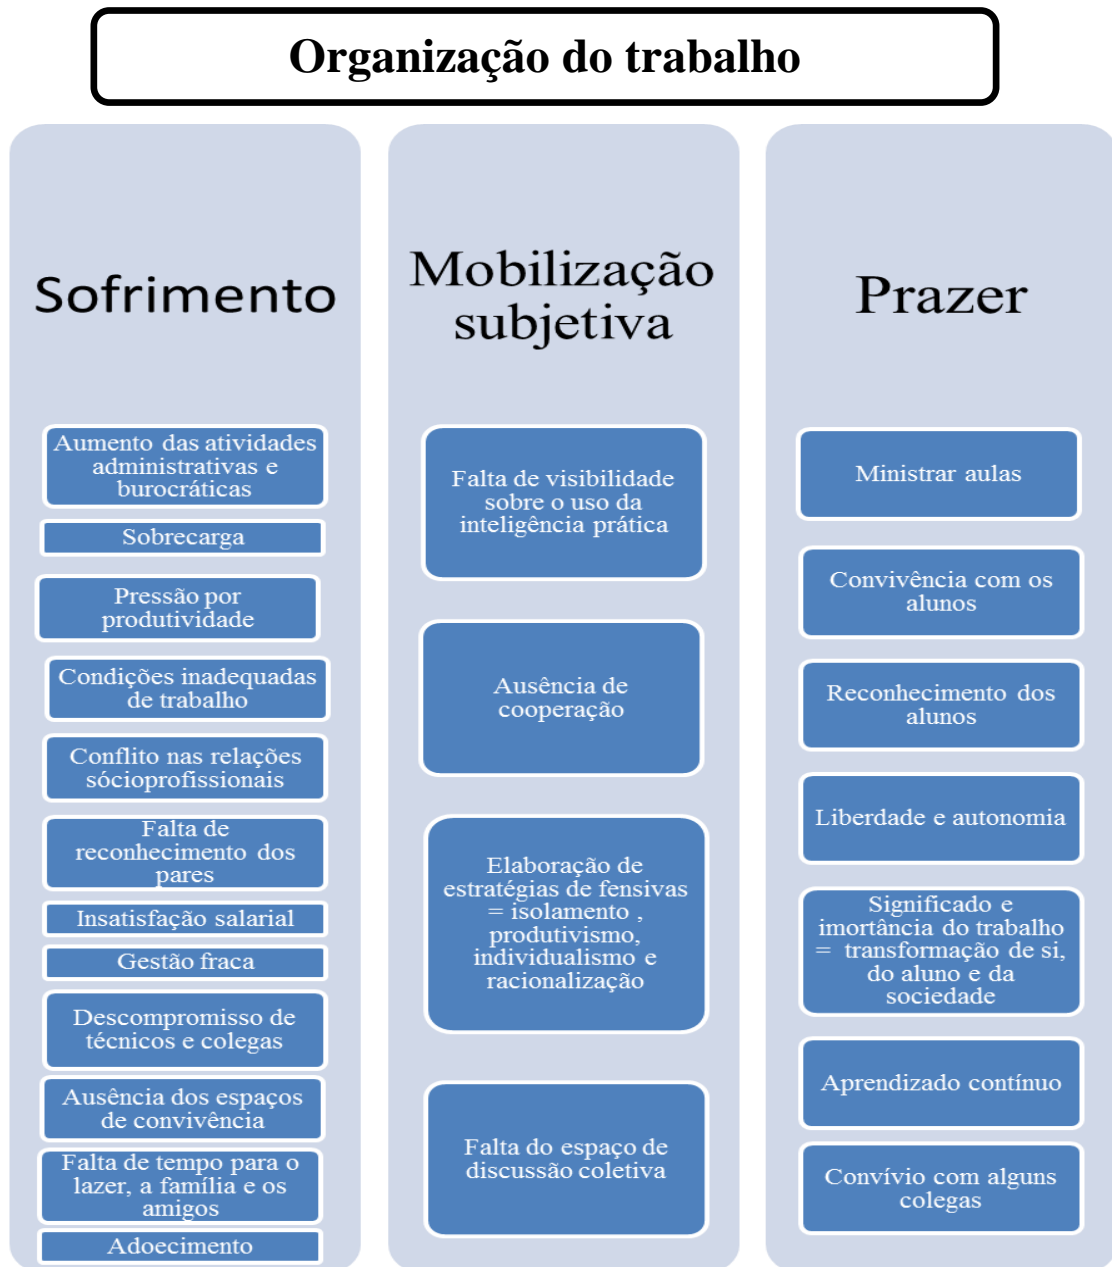 Organização do trabalho
Sofrimento
Aumento das atividades
administrativas e
burocráticas
Sobrecarga
Pressão por
produtividade
Condições inadequadas
de trabalho
Conflito nas relações
sócioprofissionais
Falta de
reconhecimento dos
pares
Insatisfação salarial
Gestão fraca
Descompromisso de
técnicos e colegas
Ausência dos espaços
de convivência
Falta de tempo para o
lazer, a família e os
amigos
Adoecimento
Mobilização
subjetiva
Falta de visibilidade
sobre o uso da
inteligência prática
Ausência de
cooperação
Elaboração de
estratégias de fensivas
= isolamento ,
produtivismo,
individualismo e
racionalização
Falta do espaço de
discussão coletiva
Prazer
Ministrar aulas
Convivência com os
alunos
Reconhecimento dos
alunos
Liberdade e autonomia
Significado e
imortância do trabalho
= transformação de si,
do aluno e da
sociedade
Aprendizado contínuo
Convívio com alguns
colegas